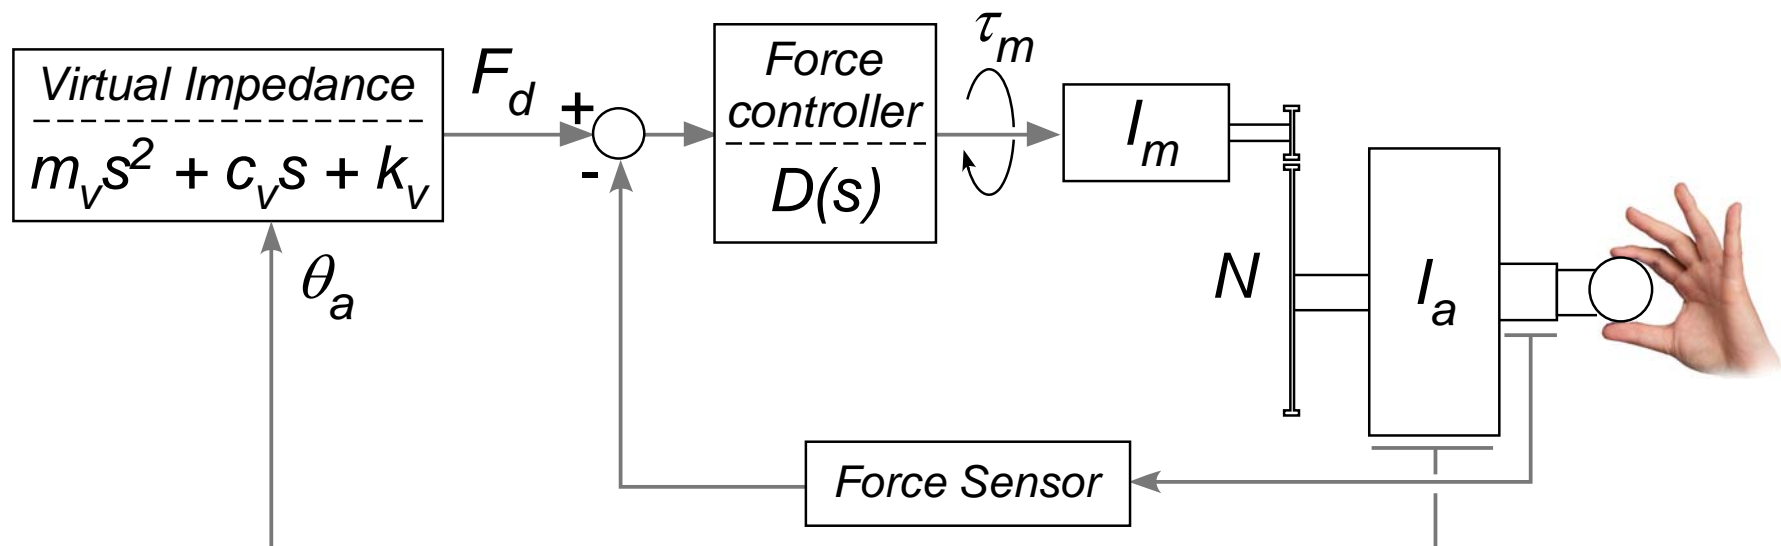 Virtual Impedance
m_v s^2 + c_v s + k_v
F_d
+
-
Force
controller
D(s)
τ_m
I_m
N
I_a
θ_a
Force Sensor